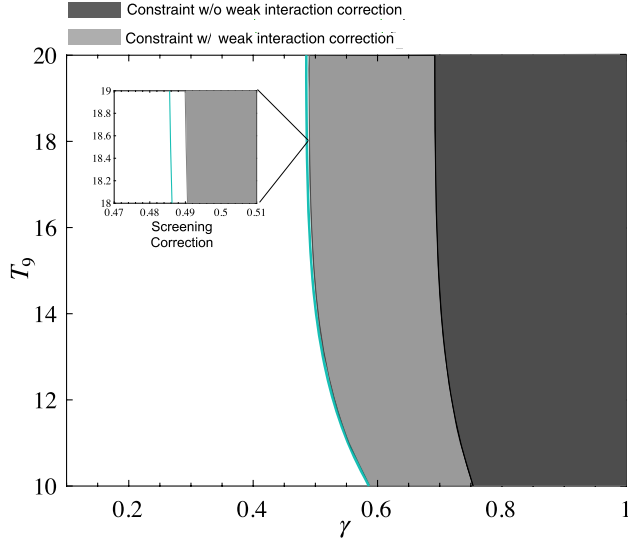 Constraint w/o weak interaction correction
Constraint w/ weak interaction correction
20
18
16
14
12
10
T9
19
18.8
18.6
18.4
18.2
18
0.47 0.48 0.49 0.5 0.51
Screening
Correction
0.2 0.4 0.6 0.8 1
γ